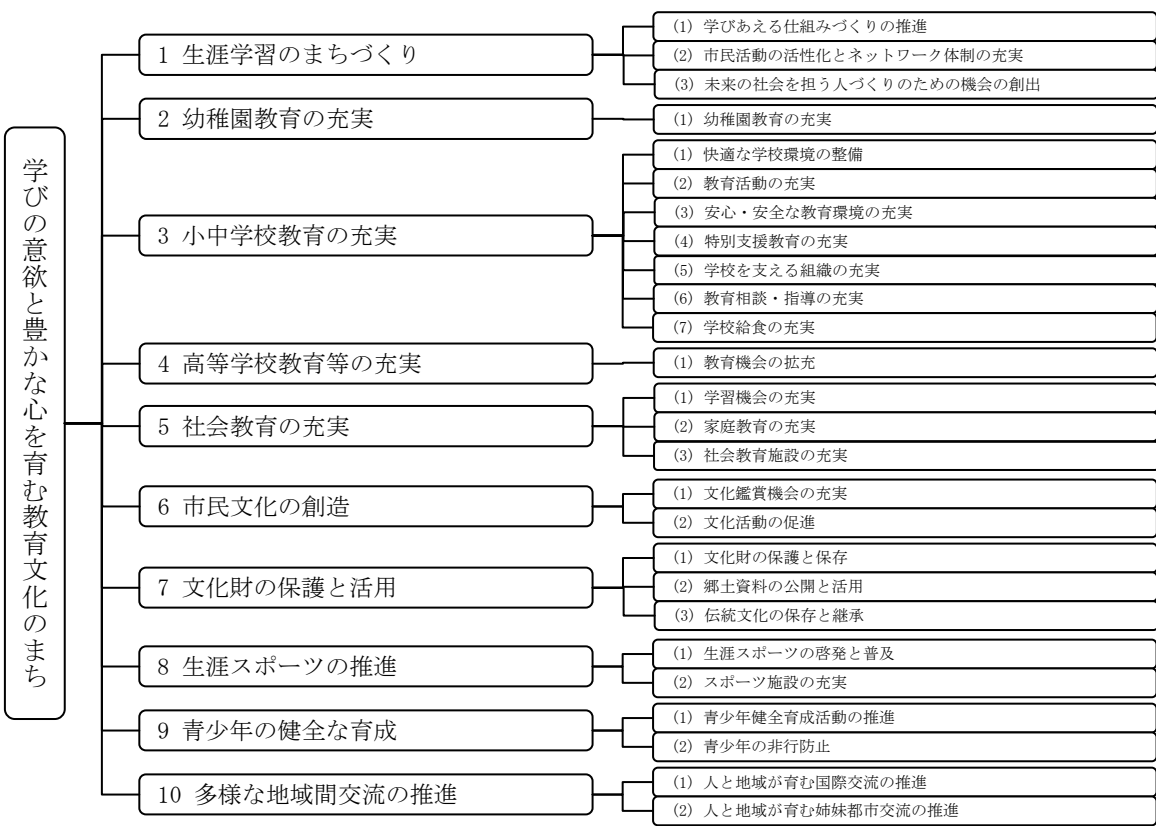 学びの意欲と豊かな心を育む教育文化のまち
1 生涯学習のまちづくり
(1) 学びあえる仕組みづくりの推進
(2) 市民活動の活性化とネットワーク体制の充実
(3) 未来の社会を担う人づくりのための機会の創出
2 幼稚園教育の充実
(1) 幼稚園教育の充実
3 小中学校教育の充実
(1) 快適な学校環境の整備
(2) 教育活動の充実
(3) 安心・安全な教育環境の充実
(4) 特別支援教育の充実
(5) 学校を支える組織の充実
(6) 教育相談・指導の充実
(7) 学校給食の充実
4 高等学校教育等の充実
(1) 教育機会の拡充
5 社会教育の充実
(1) 学習機会の充実
(2) 家庭教育の充実
(3) 社会教育施設の充実
6 市民文化の創造
(1) 文化鑑賞機会の充実
(2) 文化活動の促進
7 文化財の保護と活用
(1) 文化財の保護と保存
(2) 郷土資料の公開と活用
(3) 伝統文化の保存と継承
8 生涯スポーツの推進
(1) 生涯スポーツの啓発と普及
(2) スポーツ施設の充実
9 青少年の健全な育成
(1) 青少年健全育成活動の推進
(2) 青少年の非行防止
10 多様な地域間交流の推進
(1) 人と地域が育む国際交流の推進
(2) 人と地域が育む姉妹都市交流の推進